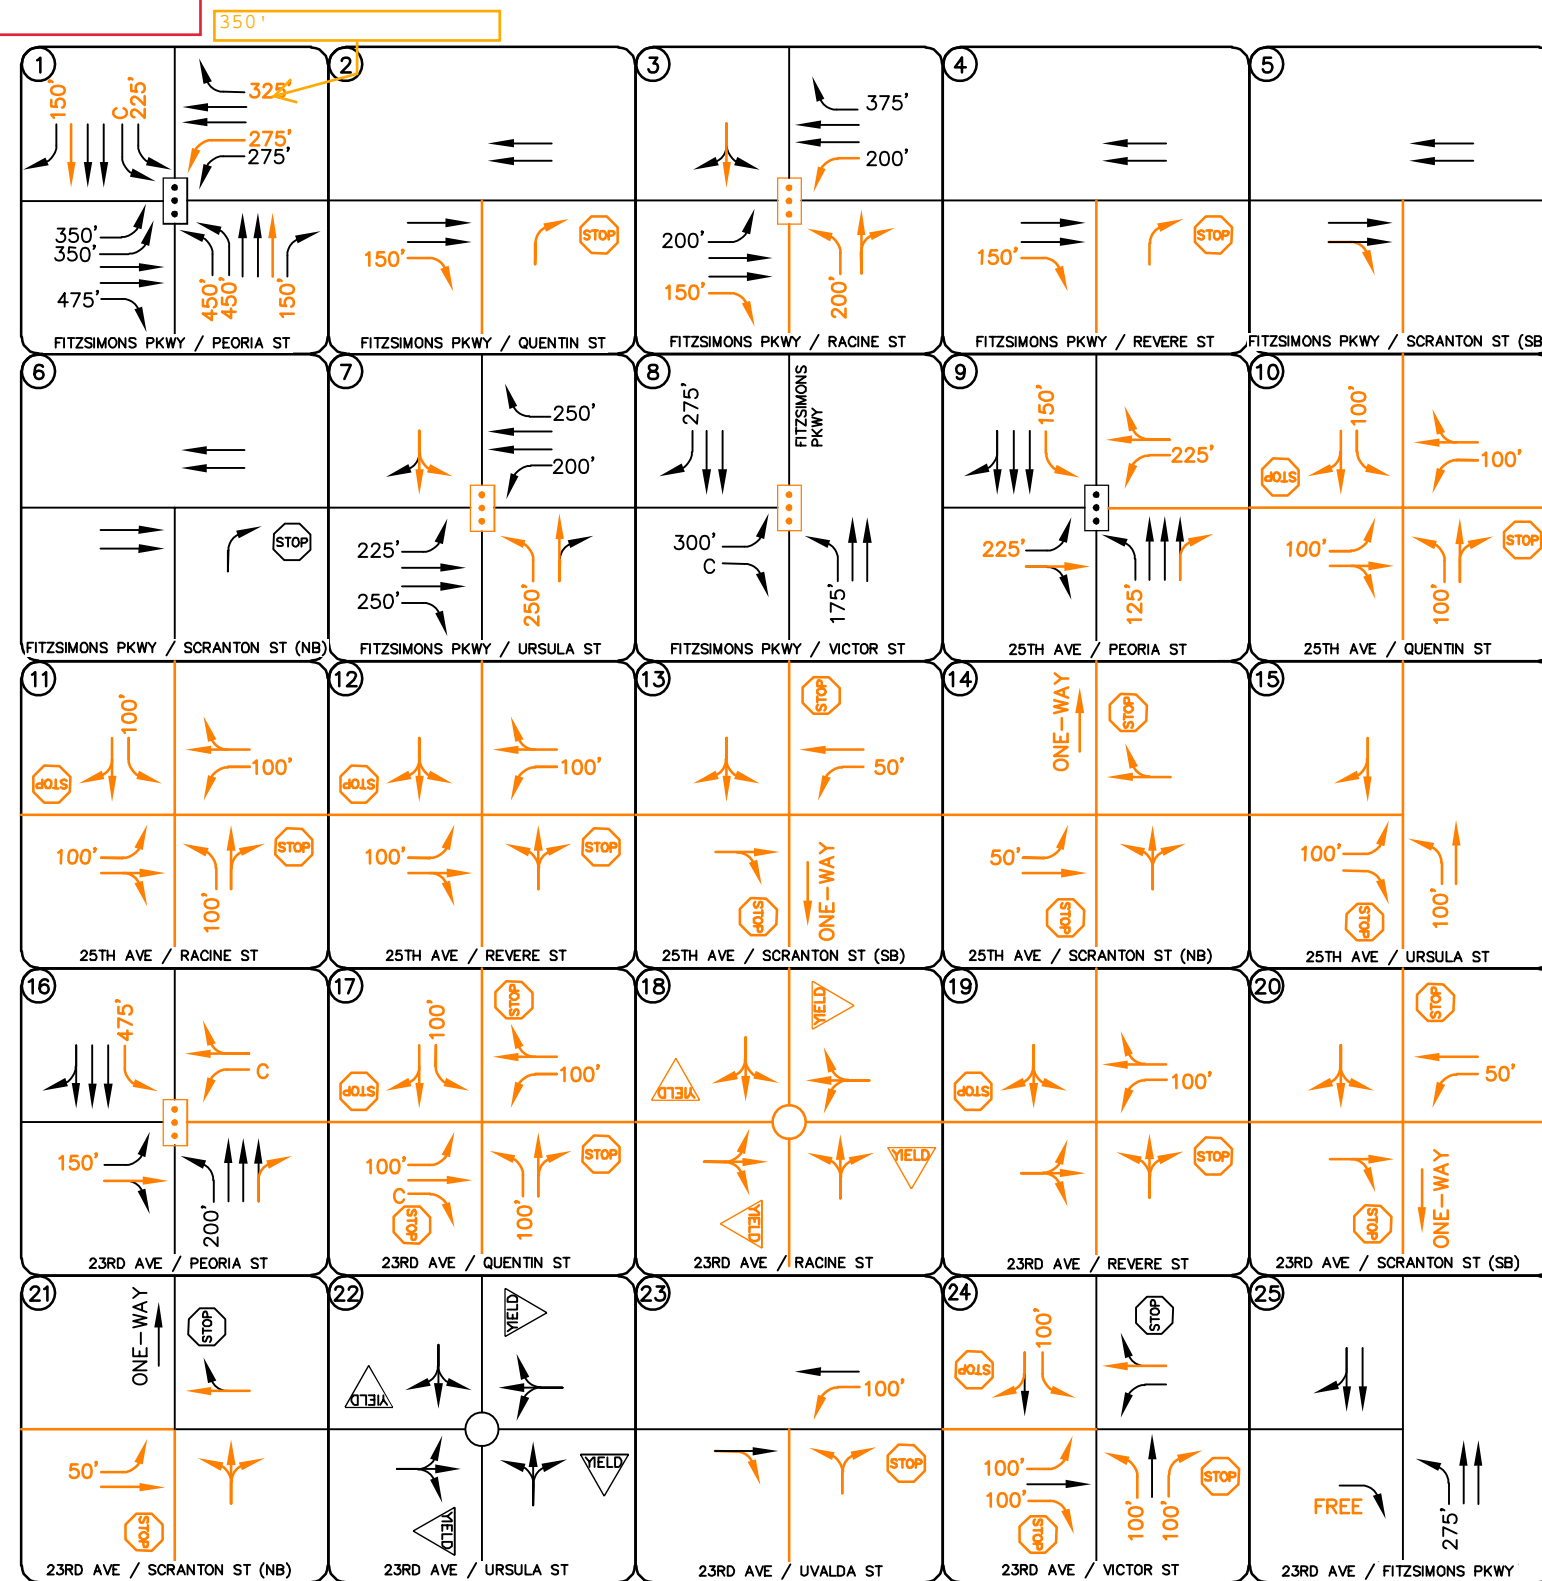 350'
1
150'
C
225'
325'
275'
275'
350'
350'
475'
450'
450'
150'
FITZSIMONS PKWY / PEORIA ST
2
150'
STOP
FITZSIMONS PKWY / QUENTIN ST
3
375'
200'
200'
150'
200'
FITZSIMONS PKWY / RACINE ST
4
150'
STOP
FITZSIMONS PKWY / REVERE ST
5
FITZSIMONS PKWY / SCRANTON ST (SB
6
STOP
FITZSIMONS PKWY / SCRANTON ST (NB)
7
250'
200'
225'
250'
250'
FITZSIMONS PKWY / URSULA ST
8
275'
FITZSIMONS
PKWY
300'
C
175'
FITZSIMONS PKWY / VICTOR ST
9
150'
225'
225'
125'
25TH AVE / PEORIA ST
10
100'
STOP
100'
100'
100'
STOP
25TH AVE / QUENTIN ST
11
100'
STOP
100'
100'
100'
STOP
25TH AVE / RACINE ST
12
STOP
100'
100'
STOP
25TH AVE / REVERE ST
13
STOP
50'
STOP
ONE-WAY
25TH AVE / SCRANTON ST (SB)
14
ONE-WAY
STOP
50'
STOP
25TH AVE / SCRANTON ST (NB)
15
100'
STOP
100'
25TH AVE / URSULA ST
16
475'
C
150'
200'
23RD AVE / PEORIA ST
17
100'
STOP
STOP
100'
100'
C
STOP
100'
STOP
23RD AVE / QUENTIN ST
18
YIELD
YIELD
YIELD
YIELD
23RD AVE / RACINE ST
19
STOP
100'
STOP
23RD AVE / REVERE ST
20
STOP
50'
STOP
ONE-WAY
23RD AVE / SCRANTON ST (SB)
21
ONE-WAY
STOP
50'
STOP
23RD AVE / SCRANTON ST (NB)
22
YIELD
YIELD
YIELD
YIELD
23RD AVE / URSULA ST
23
100'
STOP
23RD AVE / UVALDA ST
24
100'
STOP
STOP
100'
100'
STOP
100'
100'
STOP
23RD AVE / VICTOR ST
25
FREE
275'
23RD AVE / FITZSIMONS PKWY